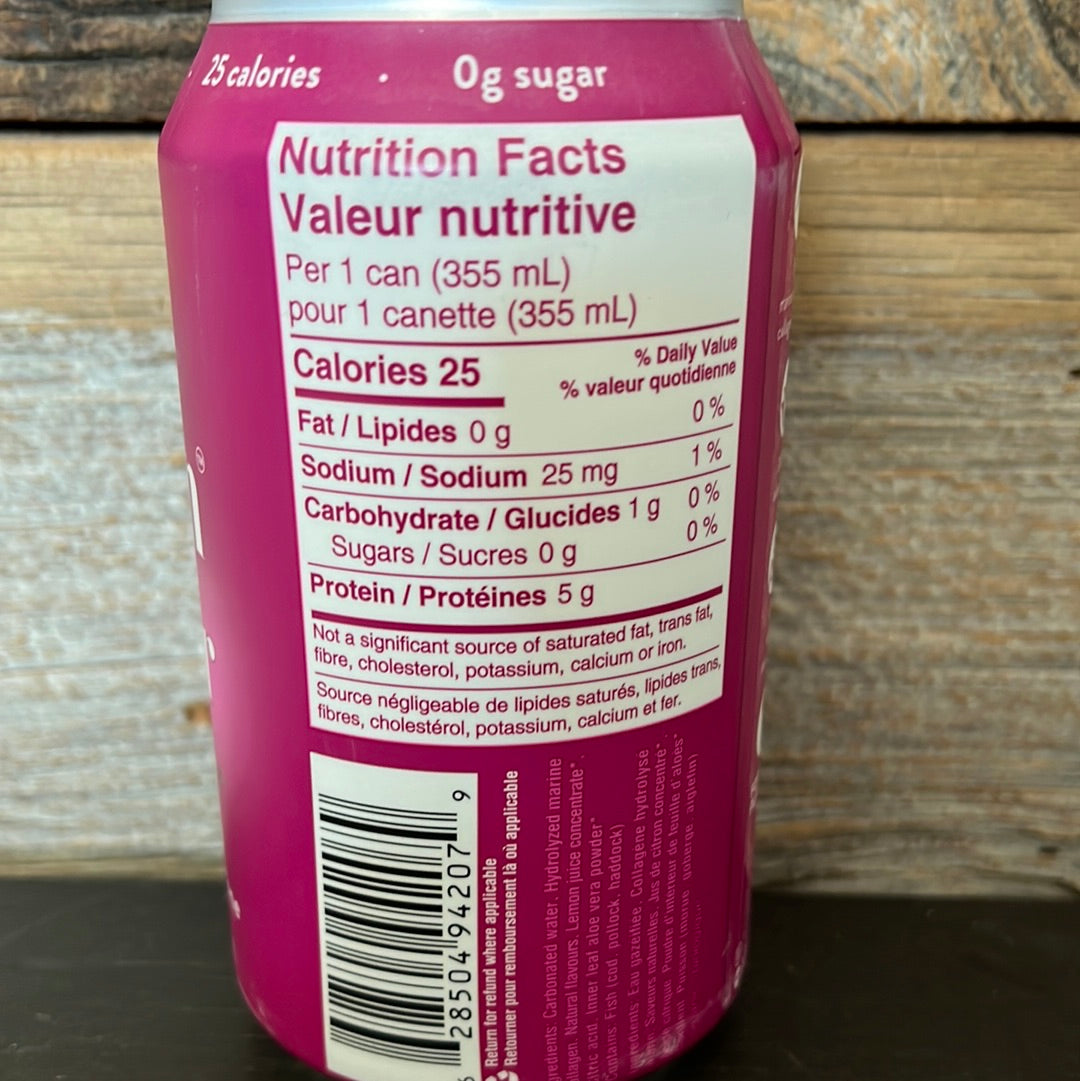 25 calories · 0g sugar
Nutrition Facts
Valeur nutritive
Per 1 can (355 mL)
pour 1 canette (355 mL)
% Daily Value
% valeur quotidienne
Calories 25
Fat / Lipides 0 g 0 %
Sodium / Sodium 25 mg 1 %
Carbohydrate / Glucides 1 g 0 %
Sugars / Sucres 0 g 0 %
Protein / Protéines 5 g
Not a significant source of saturated fat, trans fat,
fibre, cholesterol, potassium, calcium or iron.
Source négligeable de lipides saturés, lipides trans,
fibres, cholestérol, potassium, calcium et fer.
28504 94207 9
Return for refund where applicable
Retourner pour remboursement là où applicable
Carbonated water, Hydrolyzed marine
Natural flavours, Lemon juice concentrate*,
acid, Inner leaf aloe vera powder*
Fish (cod, pollock, haddock)
Eau gazéifiée, Collagène hydrolysé
Saveurs naturelles, Jus de citron concentré*,
Poudre d'intérieur de feuille d'aloès*
Poisson (morue, goberge, aiglefin)